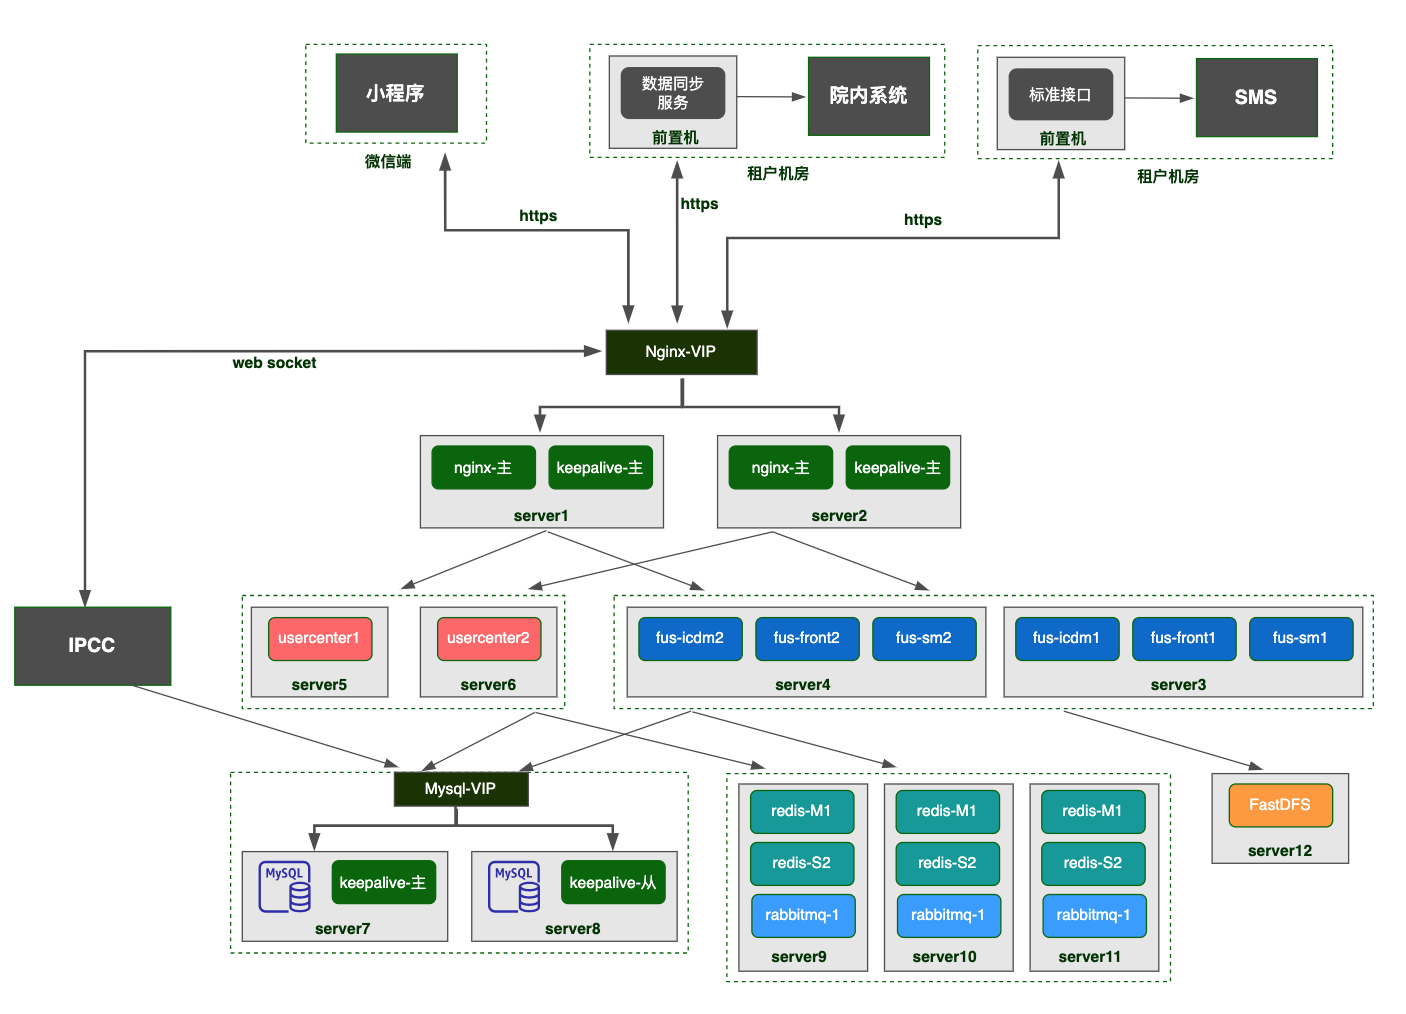 小程序
微信端
数据同步
服务
前置机
院内系统
租户机房
标准接口
前置机
SMS
租户机房
https
https
https
Nginx-VIP
web socket
nginx-主
keepalive-主
server1
nginx-主
keepalive-主
server2
IPCC
usercenter1
server5
usercenter2
server6
fus-icdm2
fus-front2
fus-sm2
server4
fus-icdm1
fus-front1
fus-sm1
server3
Mysql-VIP
MySQL
keepalive-主
server7
MySQL
keepalive-从
server8
redis-M1
redis-S2
rabbitmq-1
server9
redis-M1
redis-S2
rabbitmq-1
server10
redis-M1
redis-S2
rabbitmq-1
server11
FastDFS
server12